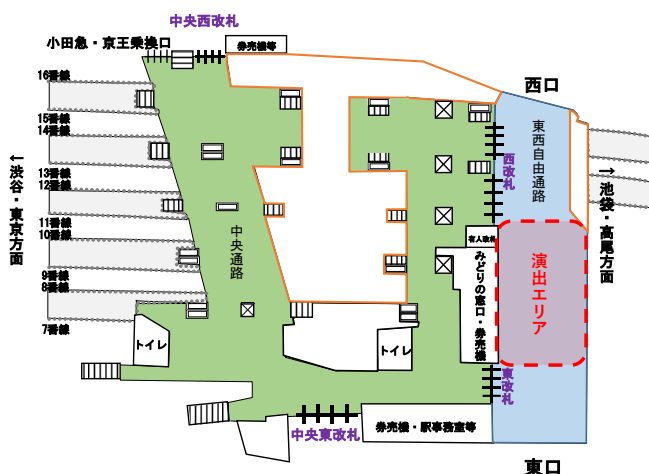 中央西改札
小田急・京王乗換口
券売機等
西口
16番線
15番線
14番線
13番線
12番線
11番線
10番線
9番線
8番線
7番線
←渋谷・東京方面
中央通路
東西自由通路
西改札
→池袋・高尾方面
有人改札
みどりの窓口・券売機
演出エリア
トイレ
トイレ
東改札
中央東改札
券売機・駅事務室等
東口